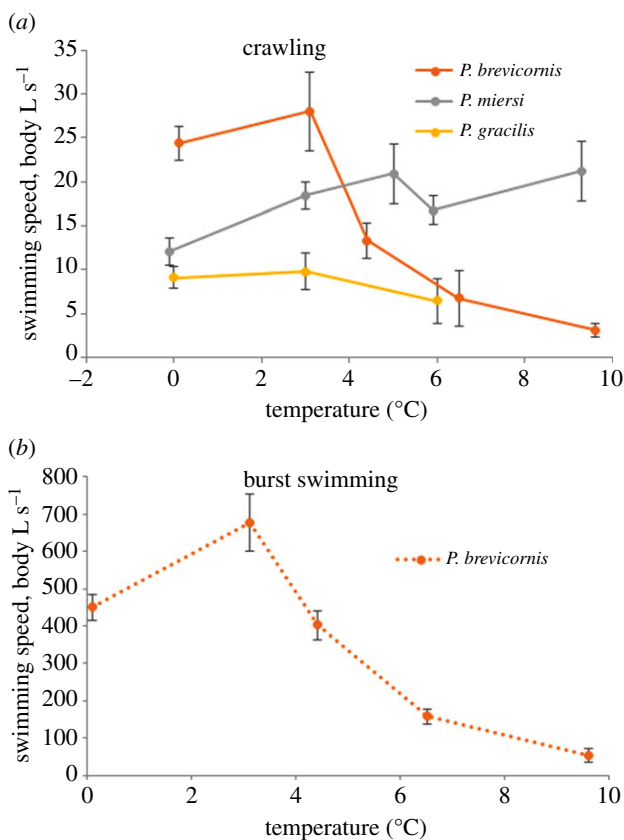 (a)
crawling
35
30
25
20
15
10
5
0
swimming speed, body L s⁻¹
P. brevicornis
P. miersi
P. gracilis
−2 0 2 4 6 8 10
temperature (°C)
(b)
burst swimming
800
700
600
500
400
300
200
100
0
swimming speed, body L s⁻¹
P. brevicornis
0 2 4 6 8 10
temperature (°C)